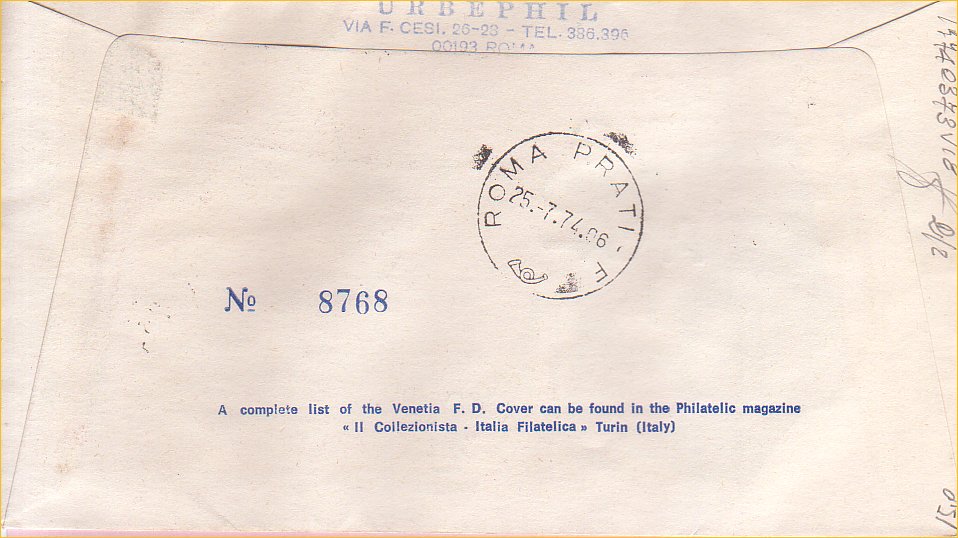 URBEPHIL
VIA F. CESI. 26-28 - TEL. 386.396
00193 ROMA
ROMA PRATI
25.-7.74.06
F
№ 8768
A complete list of the Venetia F. D. Cover can be found in the Philatelic magazine
« Il Collezionista - Italia Filatelica » Turin (Italy)